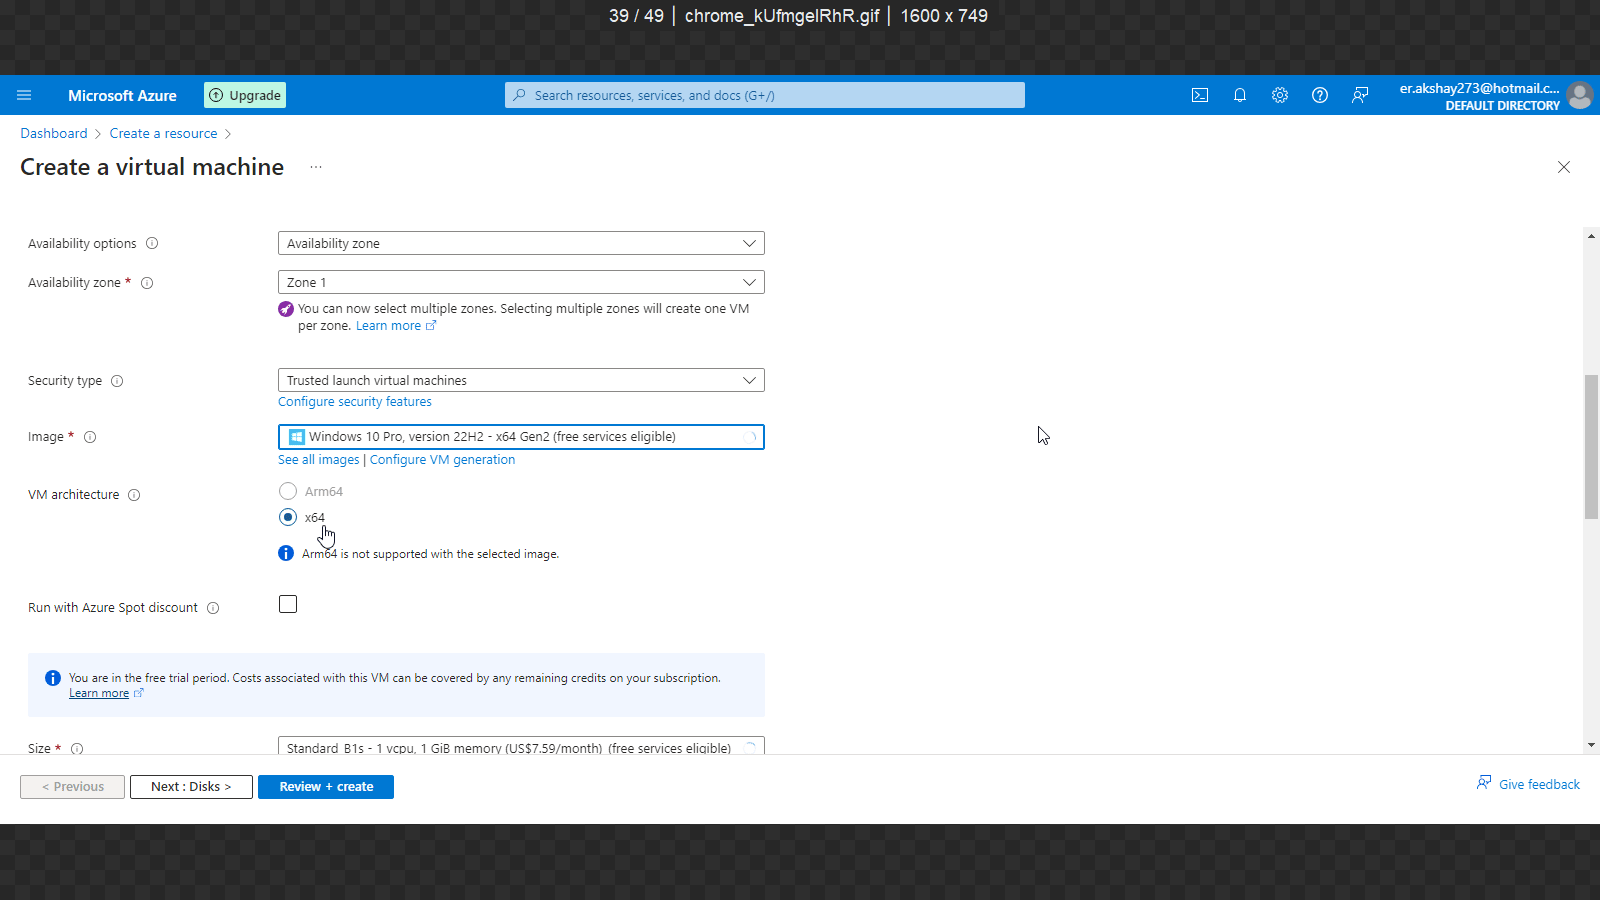 39 / 49 | chrome_kUfmgelRhR.gif | 1600 x 749
Microsoft Azure
Upgrade
Search resources, services, and docs (G+/)
er.akshay273@hotmail.c...
DEFAULT DIRECTORY
Dashboard > Create a resource >
Create a virtual machine ...
Availability options
Availability zone
Availability zone *
Zone 1
You can now select multiple zones. Selecting multiple zones will create one VM
per zone. Learn more
Security type
Trusted launch virtual machines
Configure security features
Image *
Windows 10 Pro, version 22H2 - x64 Gen2 (free services eligible)
See all images | Configure VM generation
VM architecture
Arm64
x64
Arm64 is not supported with the selected image.
Run with Azure Spot discount
You are in the free trial period. Costs associated with this VM can be covered by any remaining credits on your subscription.
Learn more
Size *
Standard_B1s - 1 vcpu, 1 GiB memory (US$7.59/month) (free services eligible)
< Previous
Next : Disks >
Review + create
Give feedback